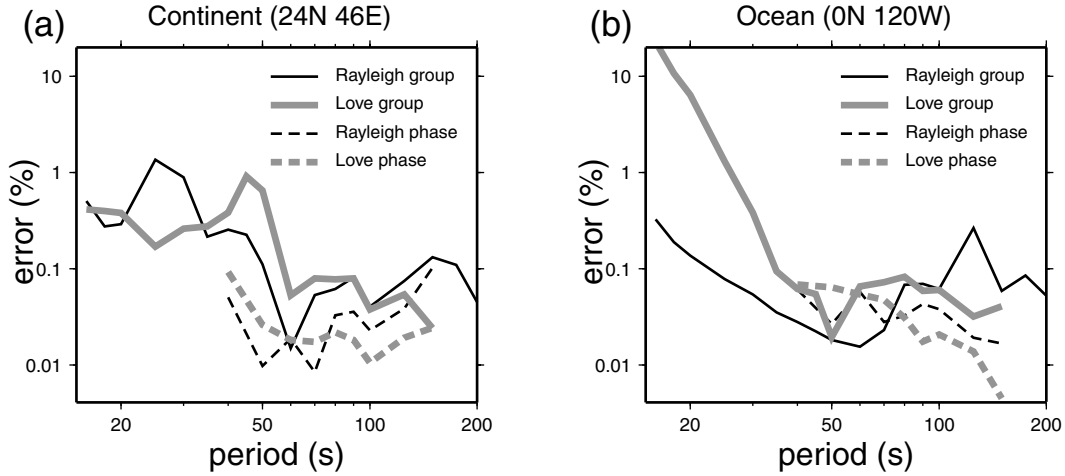 (a)
Continent (24N 46E)
error (%)
10
1
0.1
0.01
Rayleigh group
Love group
Rayleigh phase
Love phase
20
50
100
200
period (s)
(b)
Ocean (0N 120W)
error (%)
10
1
0.1
0.01
Rayleigh group
Love group
Rayleigh phase
Love phase
20
50
100
200
period (s)